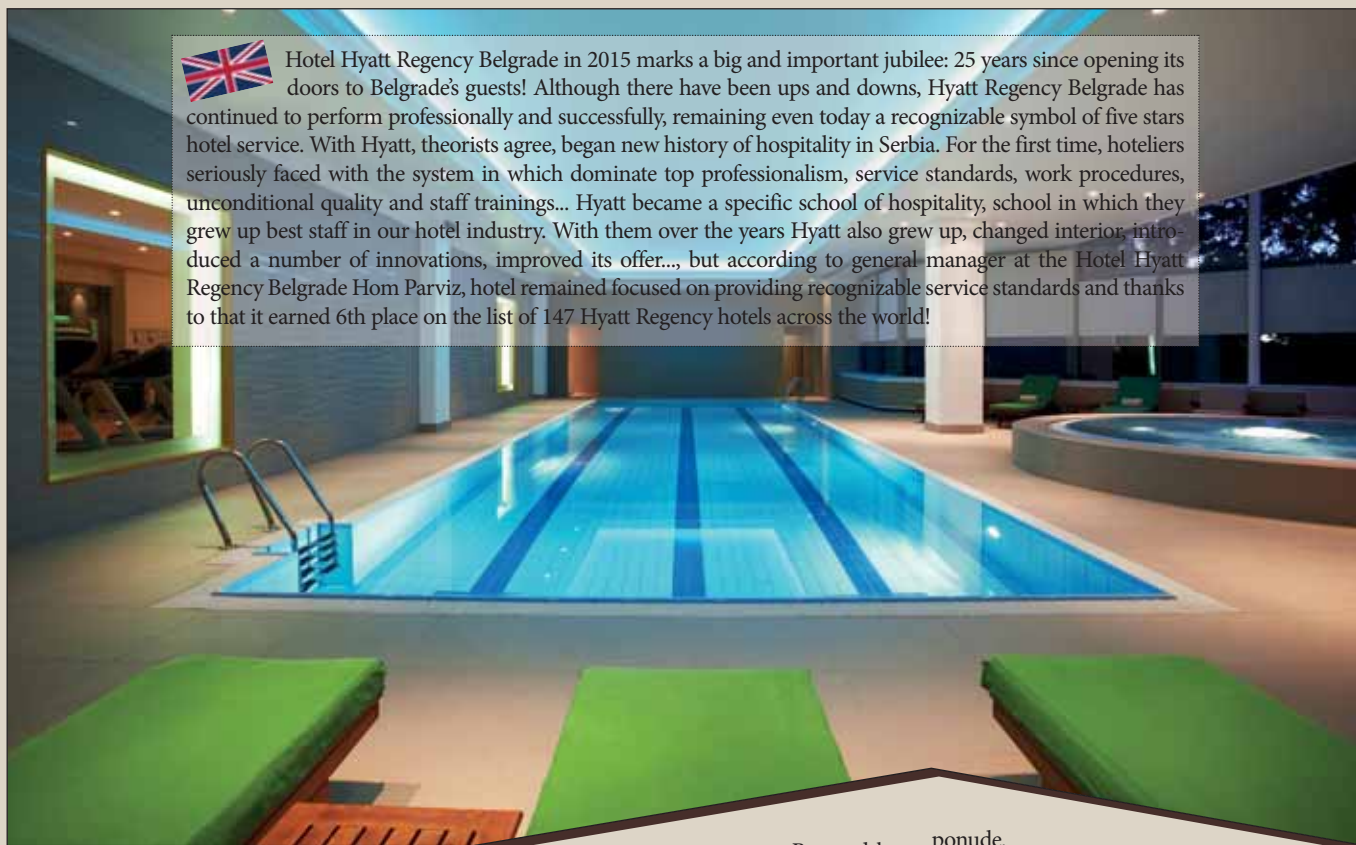 Hotel Hyatt Regency Belgrade in 2015 marks a big and important jubilee: 25 years since opening its
doors to Belgrade's guests! Although there have been ups and downs, Hyatt Regency Belgrade has
continued to perform professionally and successfully, remaining even today a recognizable symbol of five stars
hotel service. With Hyatt, theorists agree, began new history of hospitality in Serbia. For the first time, hoteliers
seriously faced with the system in which dominate top professionalism, service standards, work procedures,
unconditional quality and staff trainings... Hyatt became a specific school of hospitality, school in which they
grew up best staff in our hotel industry. With them over the years Hyatt also grew up, changed interior, intro-
duced a number of innovations, improved its offer..., but according to general manager at the Hotel Hyatt
Regency Belgrade Hom Parviz, hotel remained focused on providing recognizable service standards and thanks
to that it earned 6th place on the list of 147 Hyatt Regency hotels across the world!
ponude.